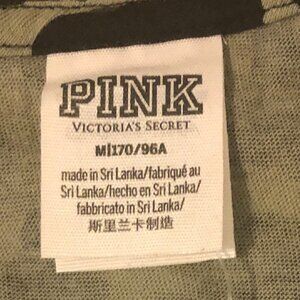 PINK
VICTORIA'S SECRET
M|170/96A
made in Sri Lanka/fabriqué au
Sri Lanka/hecho en Sri Lanka/
fabbricato in Sri Lanka/
斯里兰卡制造